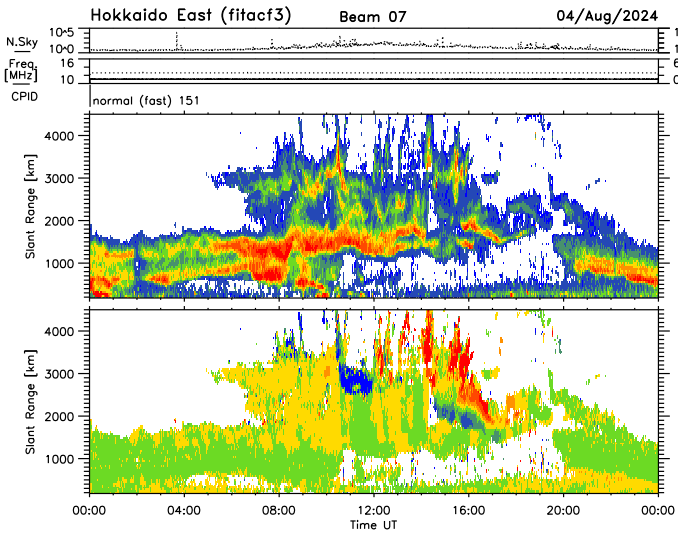 Hokkaido East (fitacf3) Beam 07 04/Aug/2024
N.Sky 10^5 10^0 1 1
Freq. [MHz] 16 10 6 0
CPID normal (fast) 151
Slant Range [km] 4000 3000 2000 1000
Slant Range [km] 4000 3000 2000 1000
00:00 04:00 08:00 12:00 16:00 20:00 00:00
Time UT